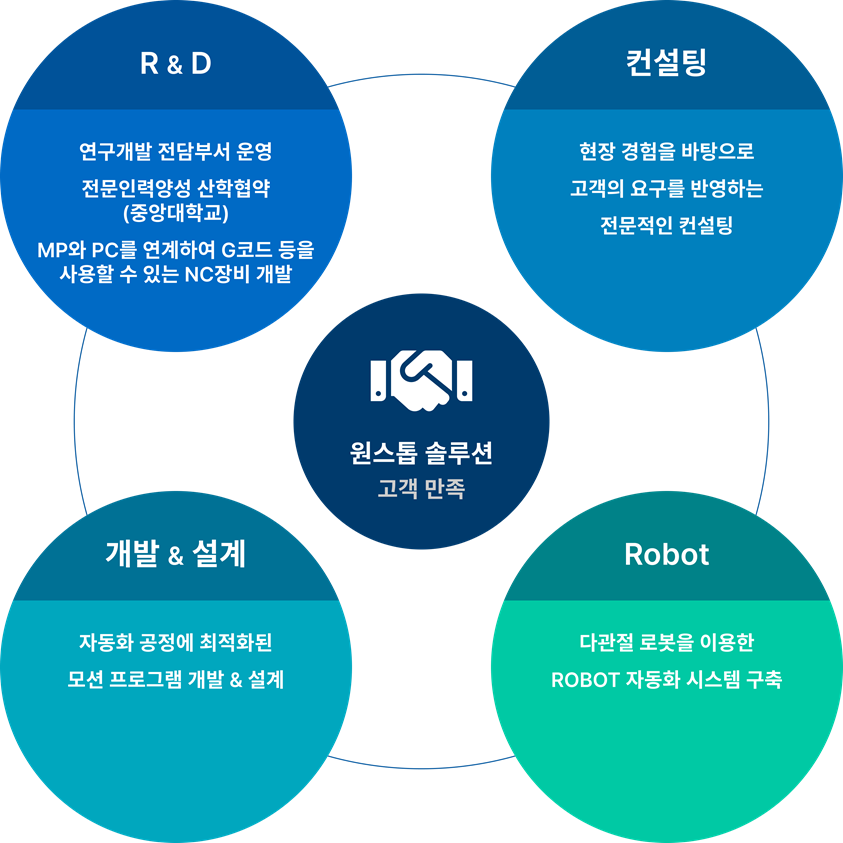 R & D
연구개발 전담부서 운영
전문인력양성 산학협약
(중앙대학교)
MP와 PC를 연계하여 G코드 등을
사용할 수 있는 NC장비 개발
컨설팅
현장 경험을 바탕으로
고객의 요구를 반영하는
전문적인 컨설팅
원스톱 솔루션
고객 만족
개발 & 설계
자동화 공정에 최적화된
모션 프로그램 개발 & 설계
Robot
다관절 로봇을 이용한
ROBOT 자동화 시스템 구축